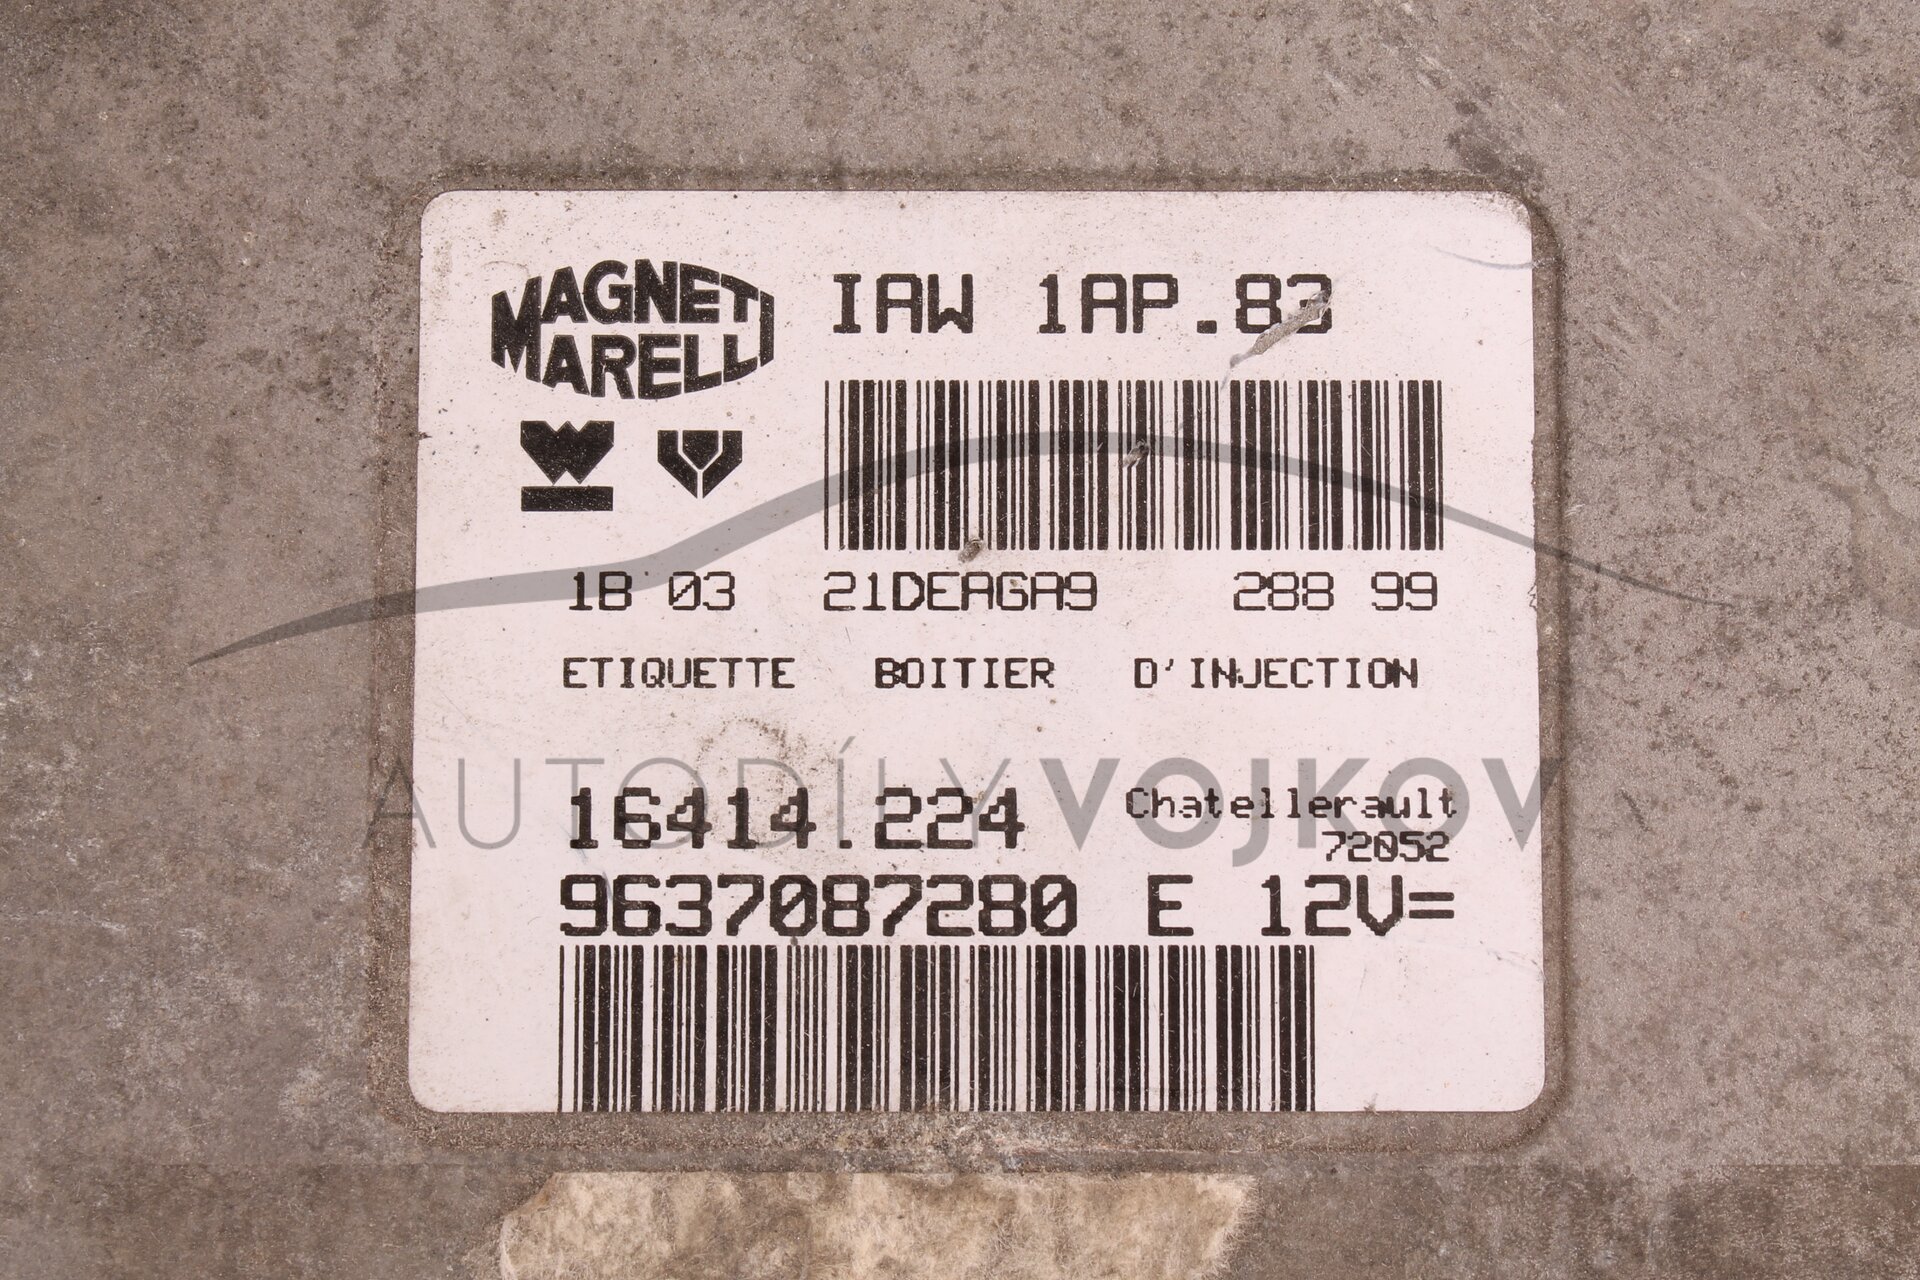 MAGNETI
MARELLI
IAW 1AP.83
1B 03 21DEAGA9 288 99
ETIQUETTE BOITIER D'INJECTION
16414.224
Chatellerault
72052
9637087280 E 12V=
AUTODÍLY VOJKOV